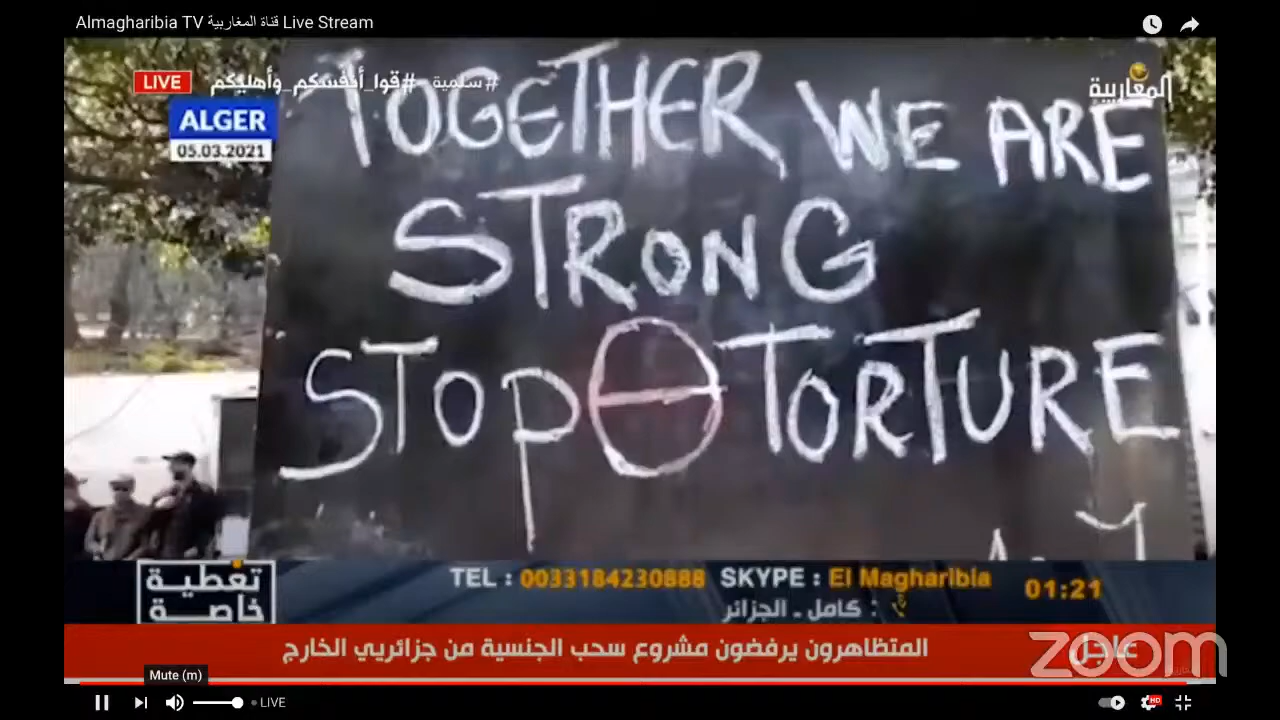 Almagharibia TV قناة المغاربية Live Stream
LIVE
#سلمية_ #قوا_أنفسكم_وأهليكم
المغاربية
ALGER
05.03.2021
TOGETHER WE ARE
STRONG
STOP TORTURE
تغطية
خاصة
TEL : 0033184230888 SKYPE : El Magharibia
كامل - الجزائر :
01:21
عاجل
المتظاهرون يرفضون مشروع سحب الجنسية من جزائريي الخارج
zoom
Mute (m)
LIVE
HD